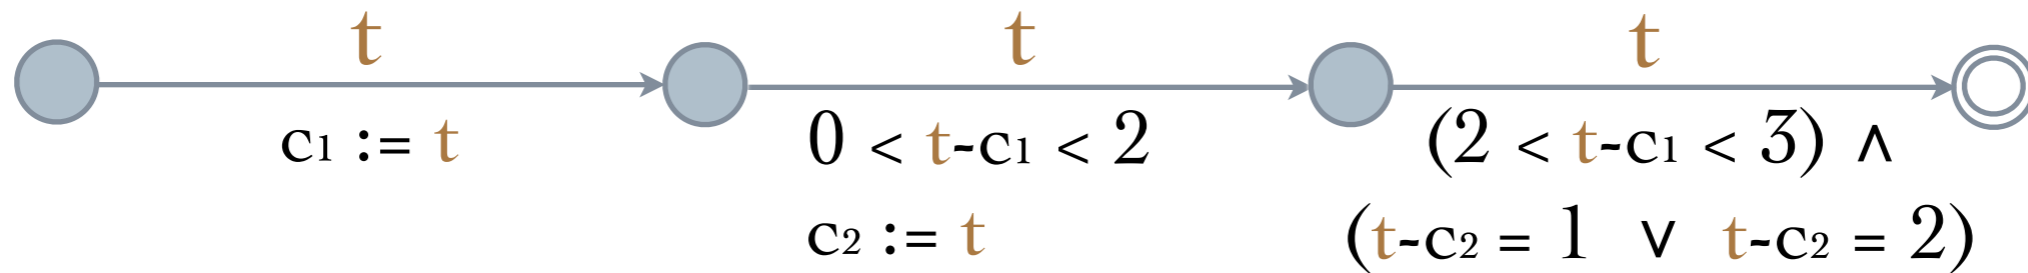 t t t
c₁ := t 0 < t-c₁ < 2 (2 < t-c₁ < 3) ∧
c₂ := t (t-c₂ = 1 ∨ t-c₂ = 2)